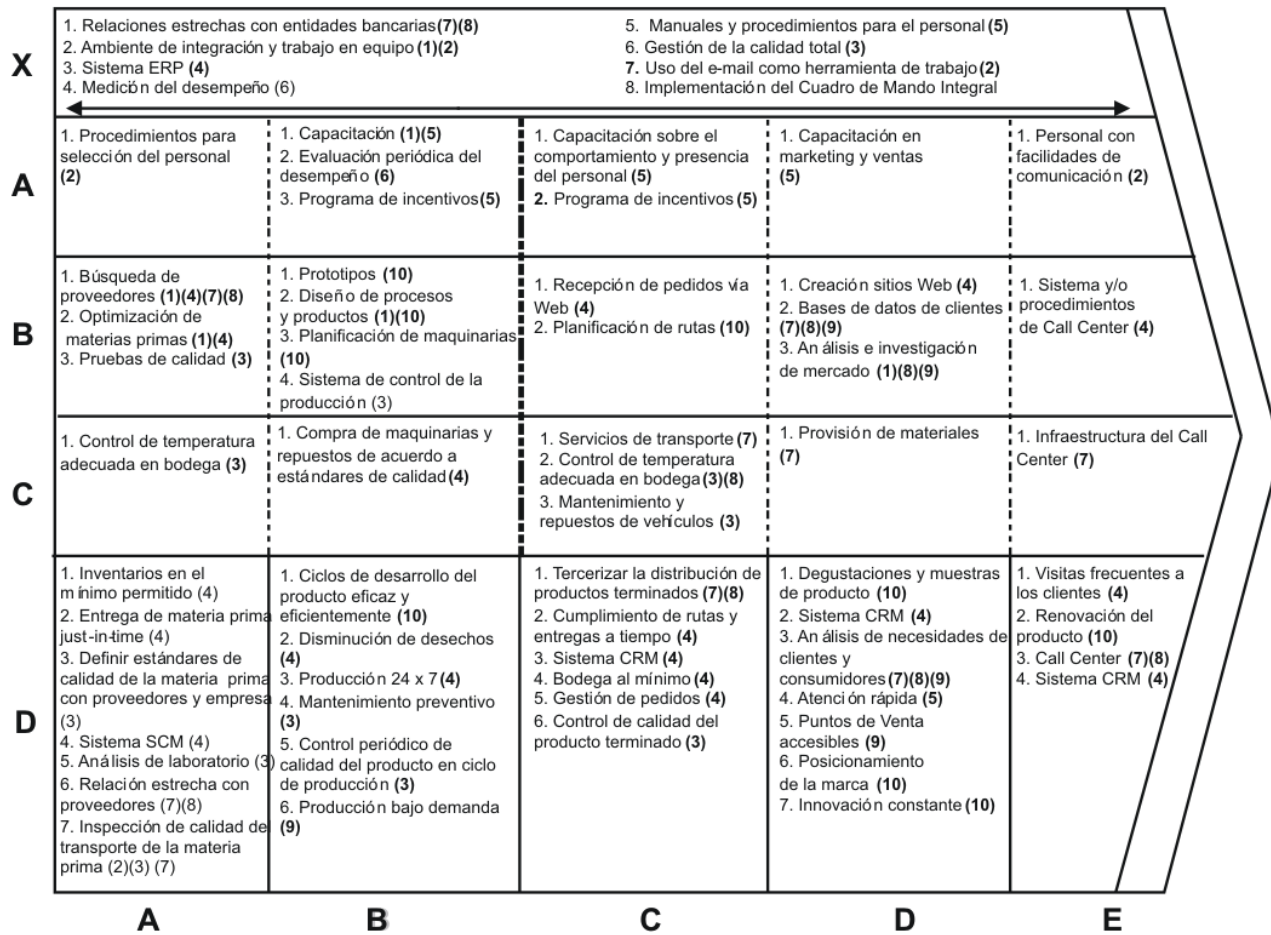 X
1. Relaciones estrechas con entidades bancarias(7)(8)
2. Ambiente de integración y trabajo en equipo (1)(2)
3. Sistema ERP (4)
4. Medición del desempeño (6)
5. Manuales y procedimientos para el personal (5)
6. Gestión de la calidad total (3)
7. Uso del e-mail como herramienta de trabajo(2)
8. Implementación del Cuadro de Mando Integral
A
1. Procedimientos para
selección del personal
(2)
1. Capacitación (1)(5)
2. Evaluación periódica del
desempeño (6)
3. Programa de incentivos(5)
1. Capacitación sobre el
comportamiento y presencia
del personal (5)
2. Programa de incentivos (5)
1. Capacitación en
marketing y ventas
(5)
1. Personal con
facilidades de
comunicación (2)
B
1. Búsqueda de
proveedores (1)(4)(7)(8)
2. Optimización de
materias primas (1)(4)
3. Pruebas de calidad (3)
1. Prototipos (10)
2. Diseño de procesos
y productos (1)(10)
3. Planificación de maquinarias
(10)
4. Sistema de control de la
producción (3)
1. Recepción de pedidos vía
Web (4)
2. Planificación de rutas (10)
1. Creación sitios Web (4)
2. Bases de datos de clientes
(7)(8)(9)
3. Análisis e investigación
de mercado (1)(8)(9)
1. Sistema y/o
procedimientos
de Call Center (4)
C
1. Control de temperatura
adecuada en bodega (3)
1. Compra de maquinarias y
repuestos de acuerdo a
estándares de calidad(4)
1. Servicios de transporte (7)
2. Control de temperatura
adecuada en bodega(3)(8)
3. Mantenimiento y
repuestos de vehículos (3)
1. Provisión de materiales
(7)
1. Infraestructura del Call
Center (7)
D
1. Inventarios en el
mínimo permitido (4)
2. Entrega de materia prima
just-in-time (4)
3. Definir estándares de
calidad de la materia prima
con proveedores y empresa
(3)
4. Sistema SCM (4)
5. Análisis de laboratorio (3)
6. Relación estrecha con
proveedores (7)(8)
7. Inspección de calidad del
transporte de la materia
prima (2)(3) (7)
1. Ciclos de desarrollo del
producto eficaz y
eficientemente (10)
2. Disminución de desechos
(4)
3. Producción 24 x 7 (4)
4. Mantenimiento preventivo
(3)
5. Control periódico de
calidad del producto en ciclo
de producción (3)
6. Producción bajo demanda
(9)
1. Tercerizar la distribución de
productos terminados (7)(8)
2. Cumplimiento de rutas y
entregas a tiempo (4)
3. Sistema CRM (4)
4. Bodega al mínimo (4)
5. Gestión de pedidos (4)
6. Control de calidad del
producto terminado (3)
1. Degustaciones y muestras
de producto (10)
2. Sistema CRM (4)
3. Análisis de necesidades de
clientes y
consumidores(7)(8)(9)
4. Atención rápida (5)
5. Puntos de Venta
accesibles (9)
6. Posicionamiento
de la marca (10)
7. Innovación constante (10)
1. Visitas frecuentes a
los clientes (4)
2. Renovación del
producto (10)
3. Call Center (7)(8)
4. Sistema CRM (4)
A B C D E